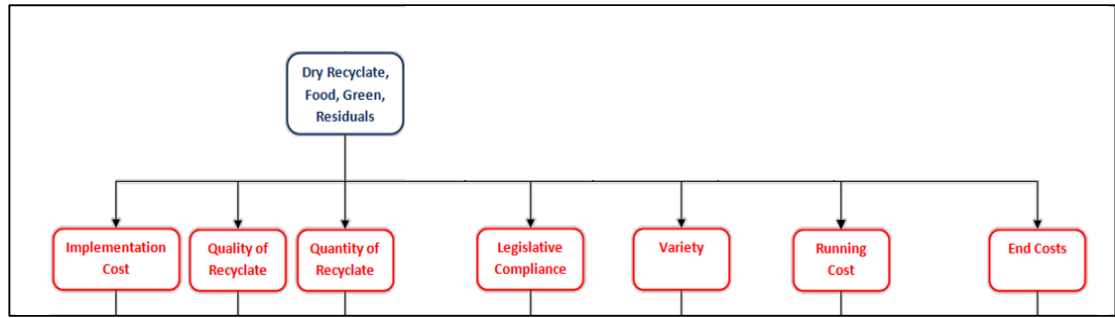 Dry Recyclate,
Food, Green,
Residuals
Implementation
Cost
Quality of
Recyclate
Quantity of
Recyclate
Legislative
Compliance
Variety
Running
Cost
End Costs